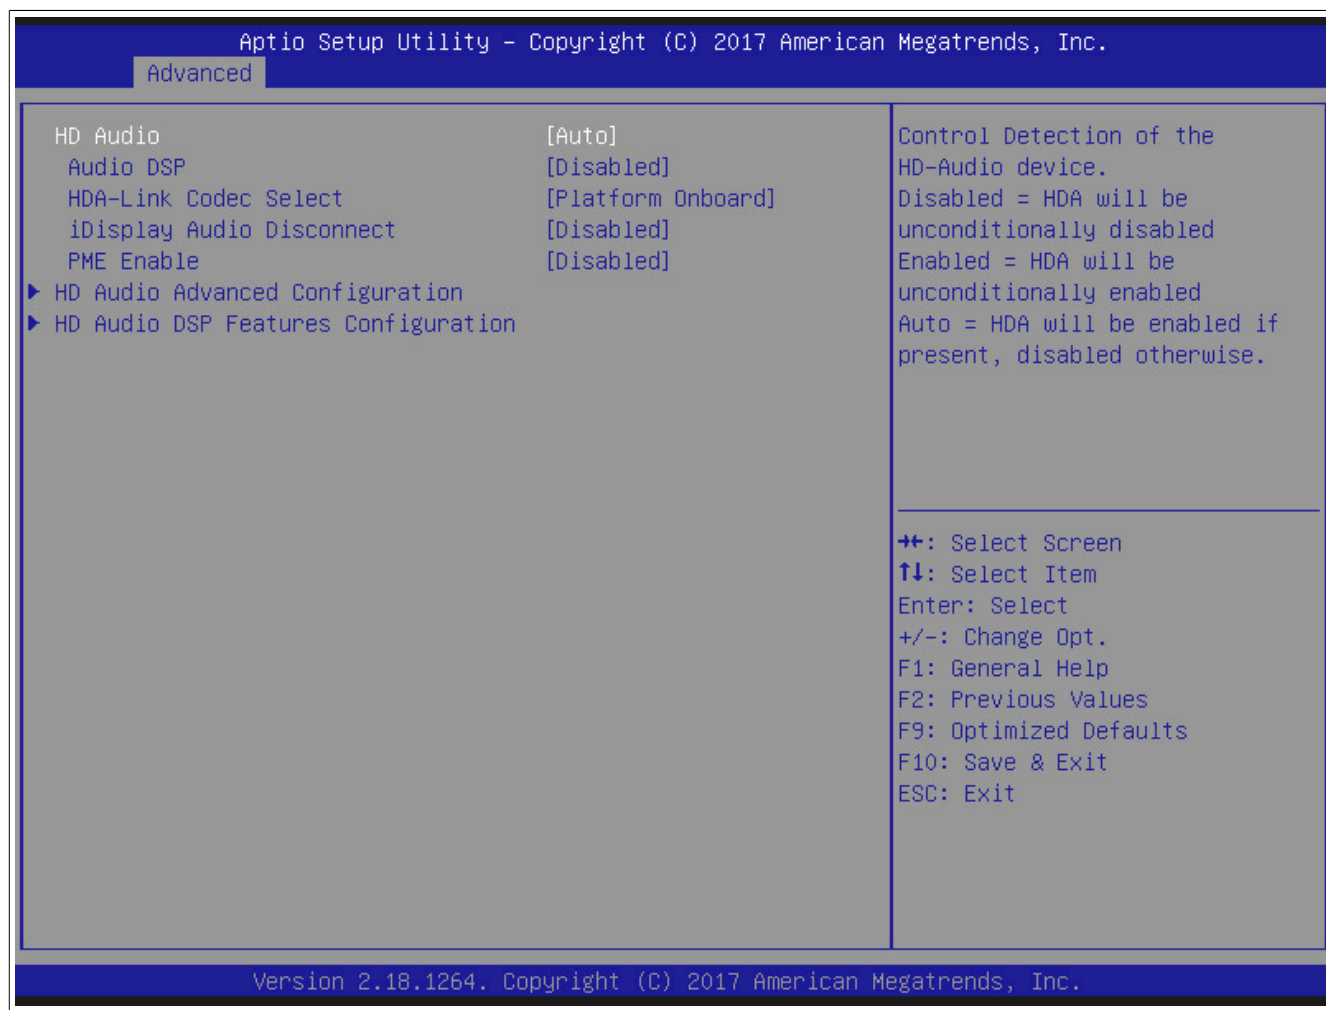 Aptio Setup Utility – Copyright (C) 2017 American Megatrends, Inc.
Advanced
HD Audio [Auto]
Audio DSP [Disabled]
HDA-Link Codec Select [Platform Onboard]
iDisplay Audio Disconnect [Disabled]
PME Enable [Disabled]
▶ HD Audio Advanced Configuration
▶ HD Audio DSP Features Configuration
Control Detection of the
HD-Audio device.
Disabled = HDA will be
unconditionally disabled
Enabled = HDA will be
unconditionally enabled
Auto = HDA will be enabled if
present, disabled otherwise.
→←: Select Screen
↑↓: Select Item
Enter: Select
+/-: Change Opt.
F1: General Help
F2: Previous Values
F9: Optimized Defaults
F10: Save & Exit
ESC: Exit
Version 2.18.1264. Copyright (C) 2017 American Megatrends, Inc.